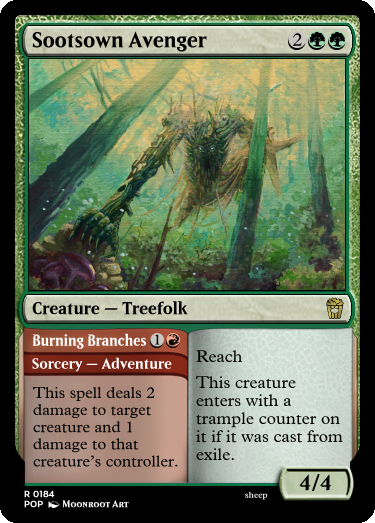 Sootsown Avenger 2
Creature — Treefolk
Burning Branches 1
Sorcery — Adventure
This spell deals 2
damage to target
creature and 1
damage to that
creature's controller.
Reach
This creature
enters with a
trample counter on
it if it was cast from
exile.
4/4
R 0184
POP Moonroot Art
sheep